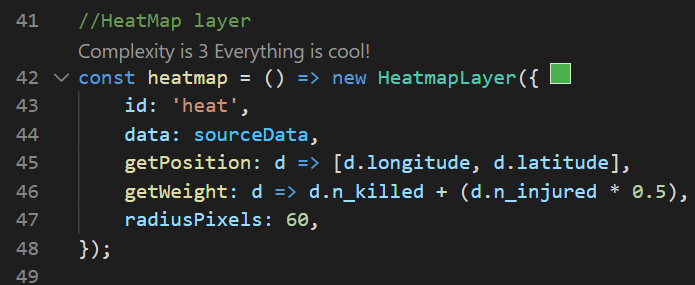 41 //HeatMap layer
Complexity is 3 Everything is cool!
42 const heatmap = () => new HeatmapLayer({
43 id: 'heat',
44 data: sourceData,
45 getPosition: d => [d.longitude, d.latitude],
46 getWeight: d => d.n_killed + (d.n_injured * 0.5),
47 radiusPixels: 60,
48 });
49